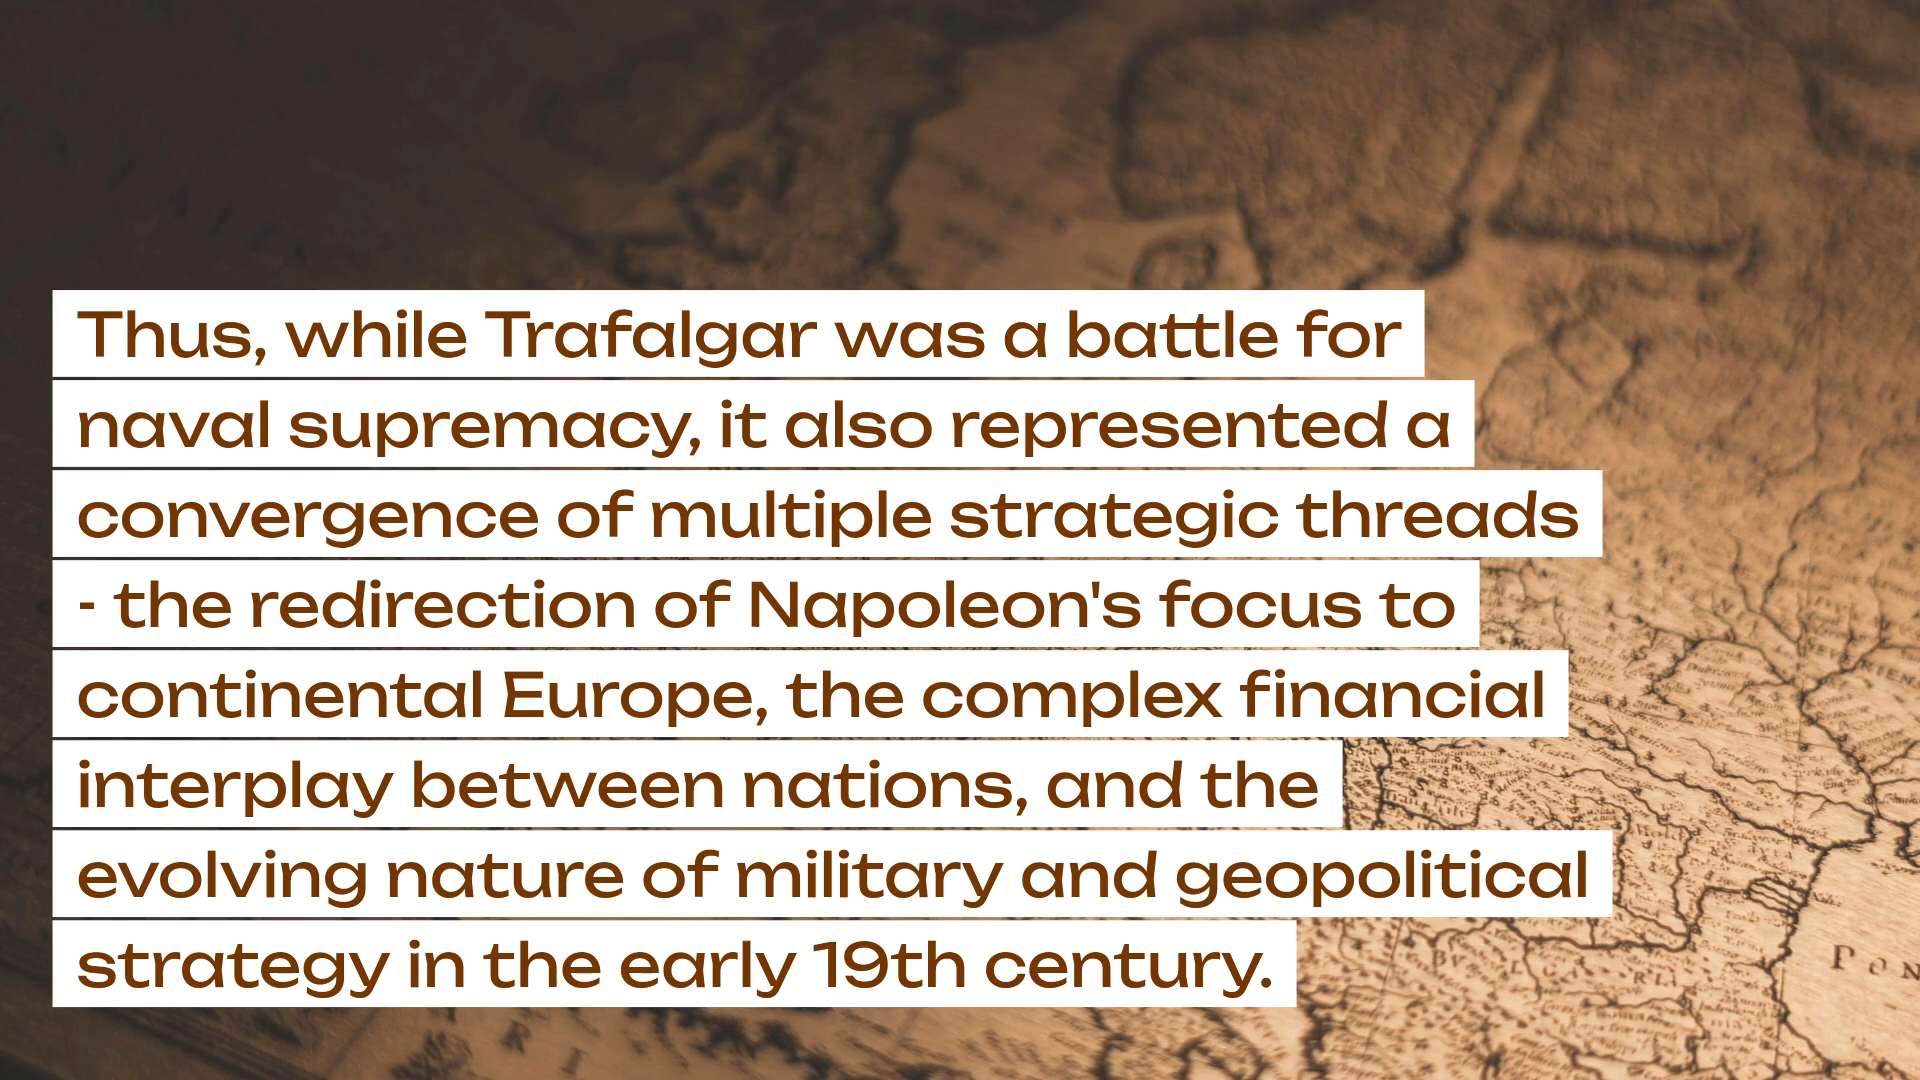 Thus, while Trafalgar was a battle for
naval supremacy, it also represented a
convergence of multiple strategic threads
- the redirection of Napoleon's focus to
continental Europe, the complex financial
interplay between nations, and the
evolving nature of military and geopolitical
strategy in the early 19th century.